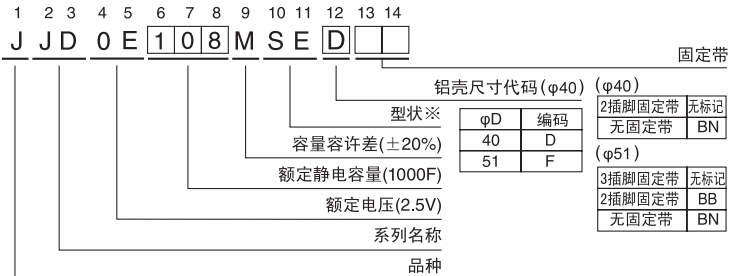 1 2 3 4 5 6 7 8 9 10 11 12 13 14
J J D 0 E 1 0 8 M S E D
固定带
铝壳尺寸代码(φ40)
型状※
容量容许差(±20%)
额定静电容量(1000F)
额定电压(2.5V)
系列名称
品种
φD 编码
40 D
51 F
(φ40)
2插脚固定带 无标记
无固定带 BN
(φ51)
3插脚固定带 无标记
2插脚固定带 BB
无固定带 BN